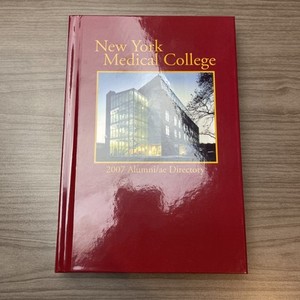 New York
Medical College
2007 Alumni/ae Directory